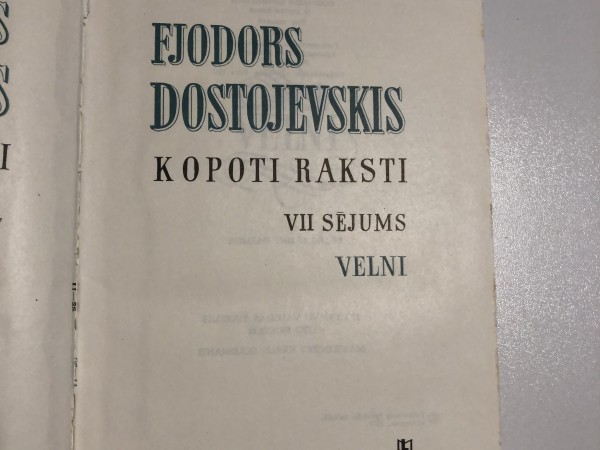 FJODORS
DOSTOJEVSKIS
KOPOTI RAKSTI
VII SĒJUMS
VELNI